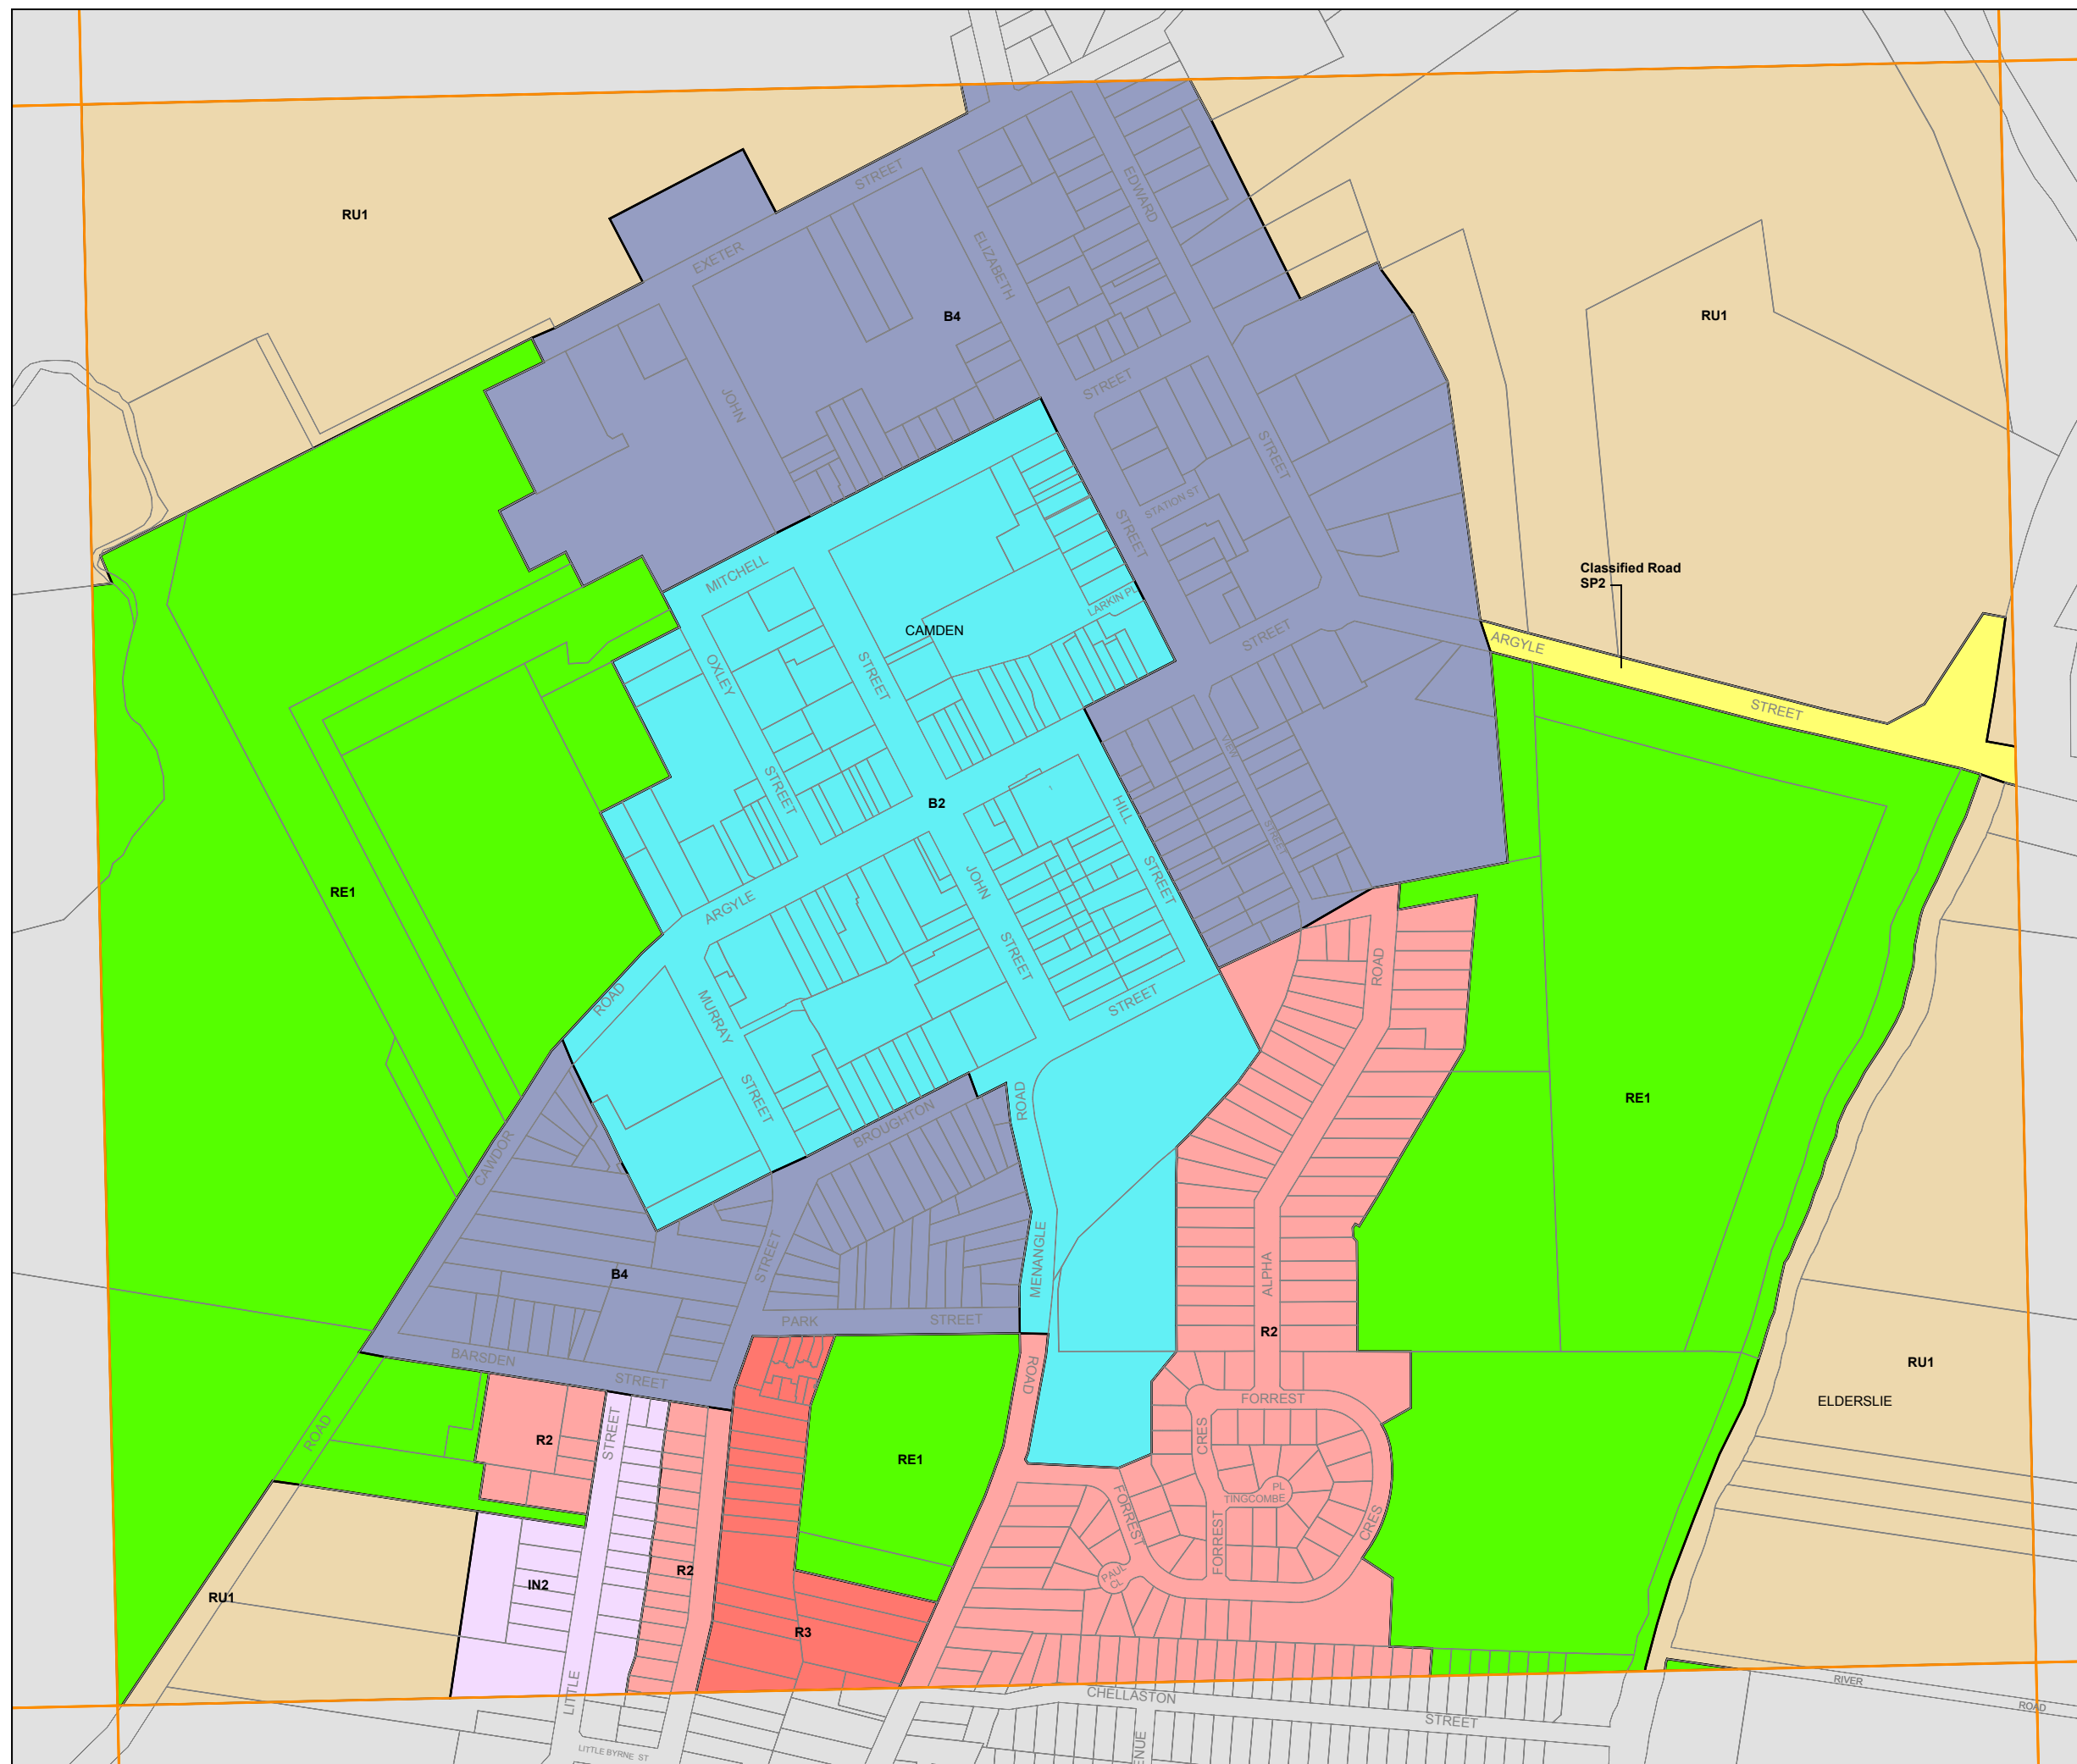 STREET
EDWARD
RU1
ELIZABETH
EXETER
B4
RU1
STREET
JOHN
STREET
STATION ST
STREET
MITCHELL
Classified Road
SP2
LARKIN PL
CAMDEN
STREET
ARGYLE
OXLEY
STREET
STREET
VIEW
STREET
B2
HILL
STREET
RE1
JOHN
STREET
ARGYLE
STREET
ROAD
ROAD
STREET
MURRAY
STREET
ROAD
RE1
BROUGHTON
CAWDOR
STREET
MENANGLE
ALPHA
B4
PARK
STREET
R2
BARSDEN
STREET
ROAD
RU1
FORREST
ELDERSLIE
ROAD
STREET
R2
CRES
RE1
PL
TINGCOMBE
FORREST
CRES
FORREST
R2
PAUL
CL
IN2
RU1
R3
LITTLE
CHELLASTON
STREET
RIVER
ROAD
LITTLE BYRNE ST